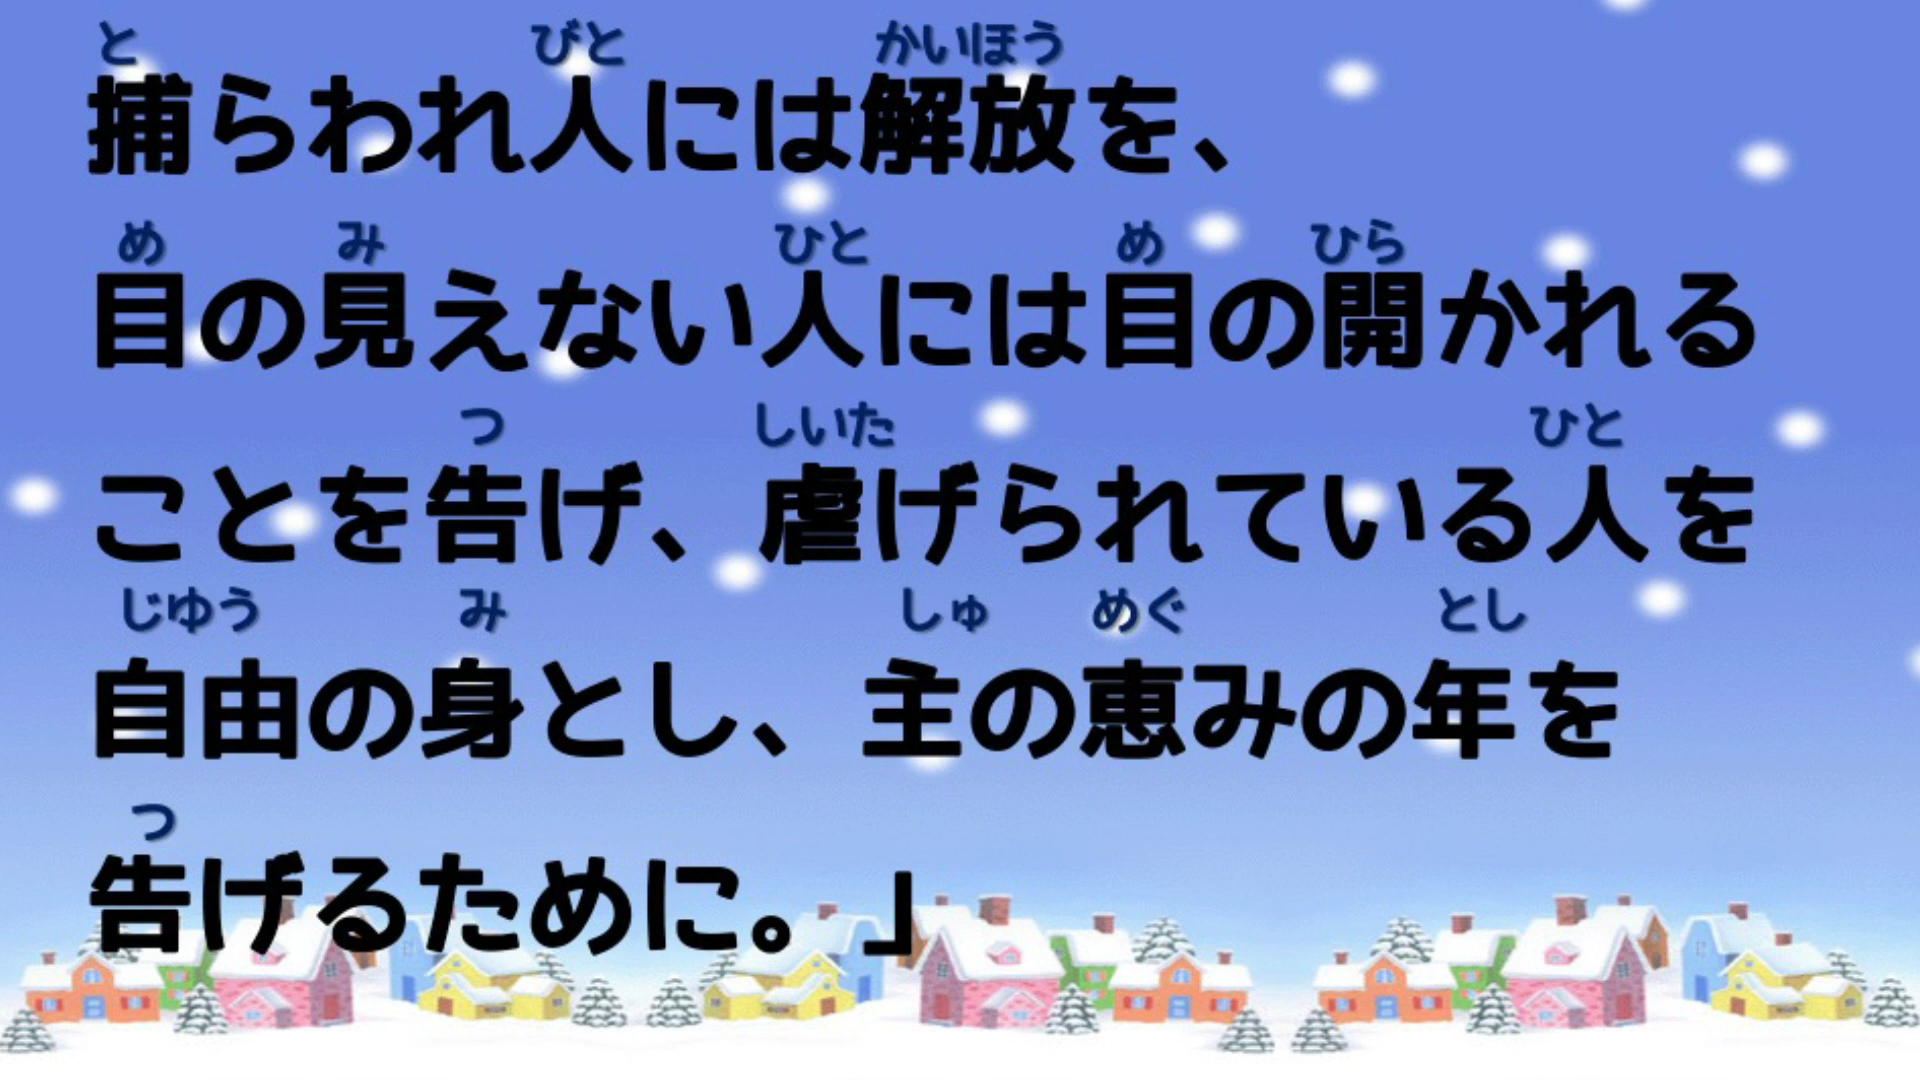 と びと かいほう
捕らわれ人には解放を、
め み ひと め ひら
目の見えない人には目の開かれる
つ しいた ひと
ことを告げ、虐げられている人を
じゆう み しゅ めぐ とし
自由の身とし、主の恵みの年を
つ
告げるために。」